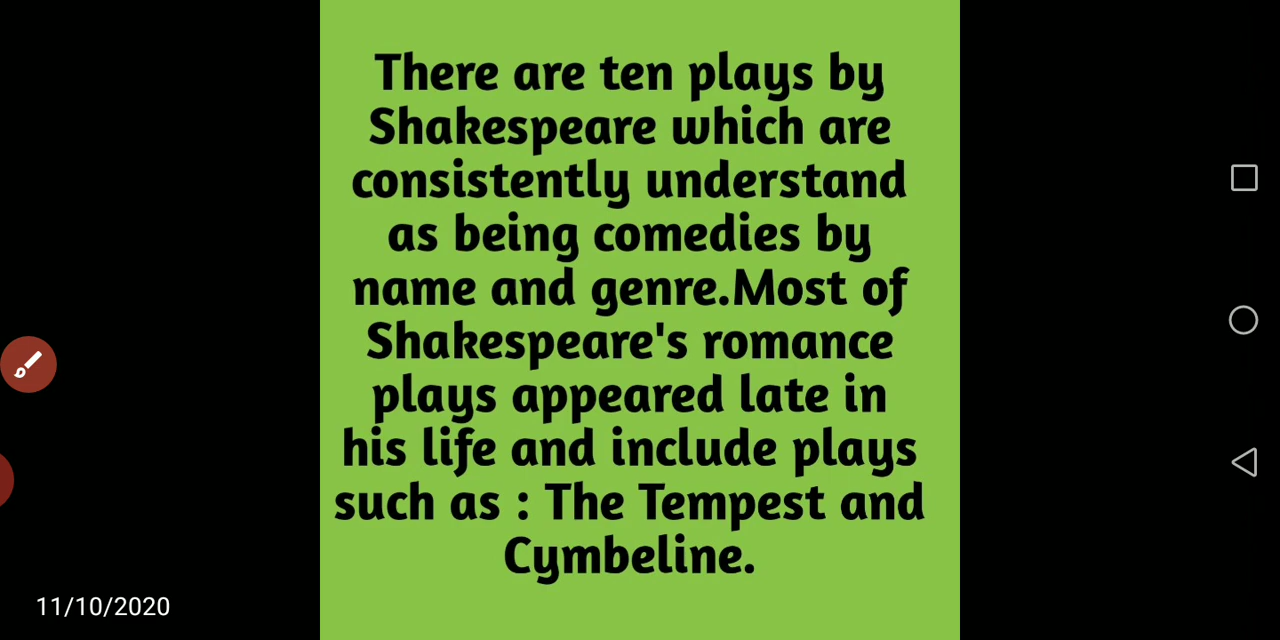 There are ten plays by
Shakespeare which are
consistently understand
as being comedies by
name and genre.Most of
Shakespeare's romance
plays appeared late in
his life and include plays
such as : The Tempest and
Cymbeline.
11/10/2020